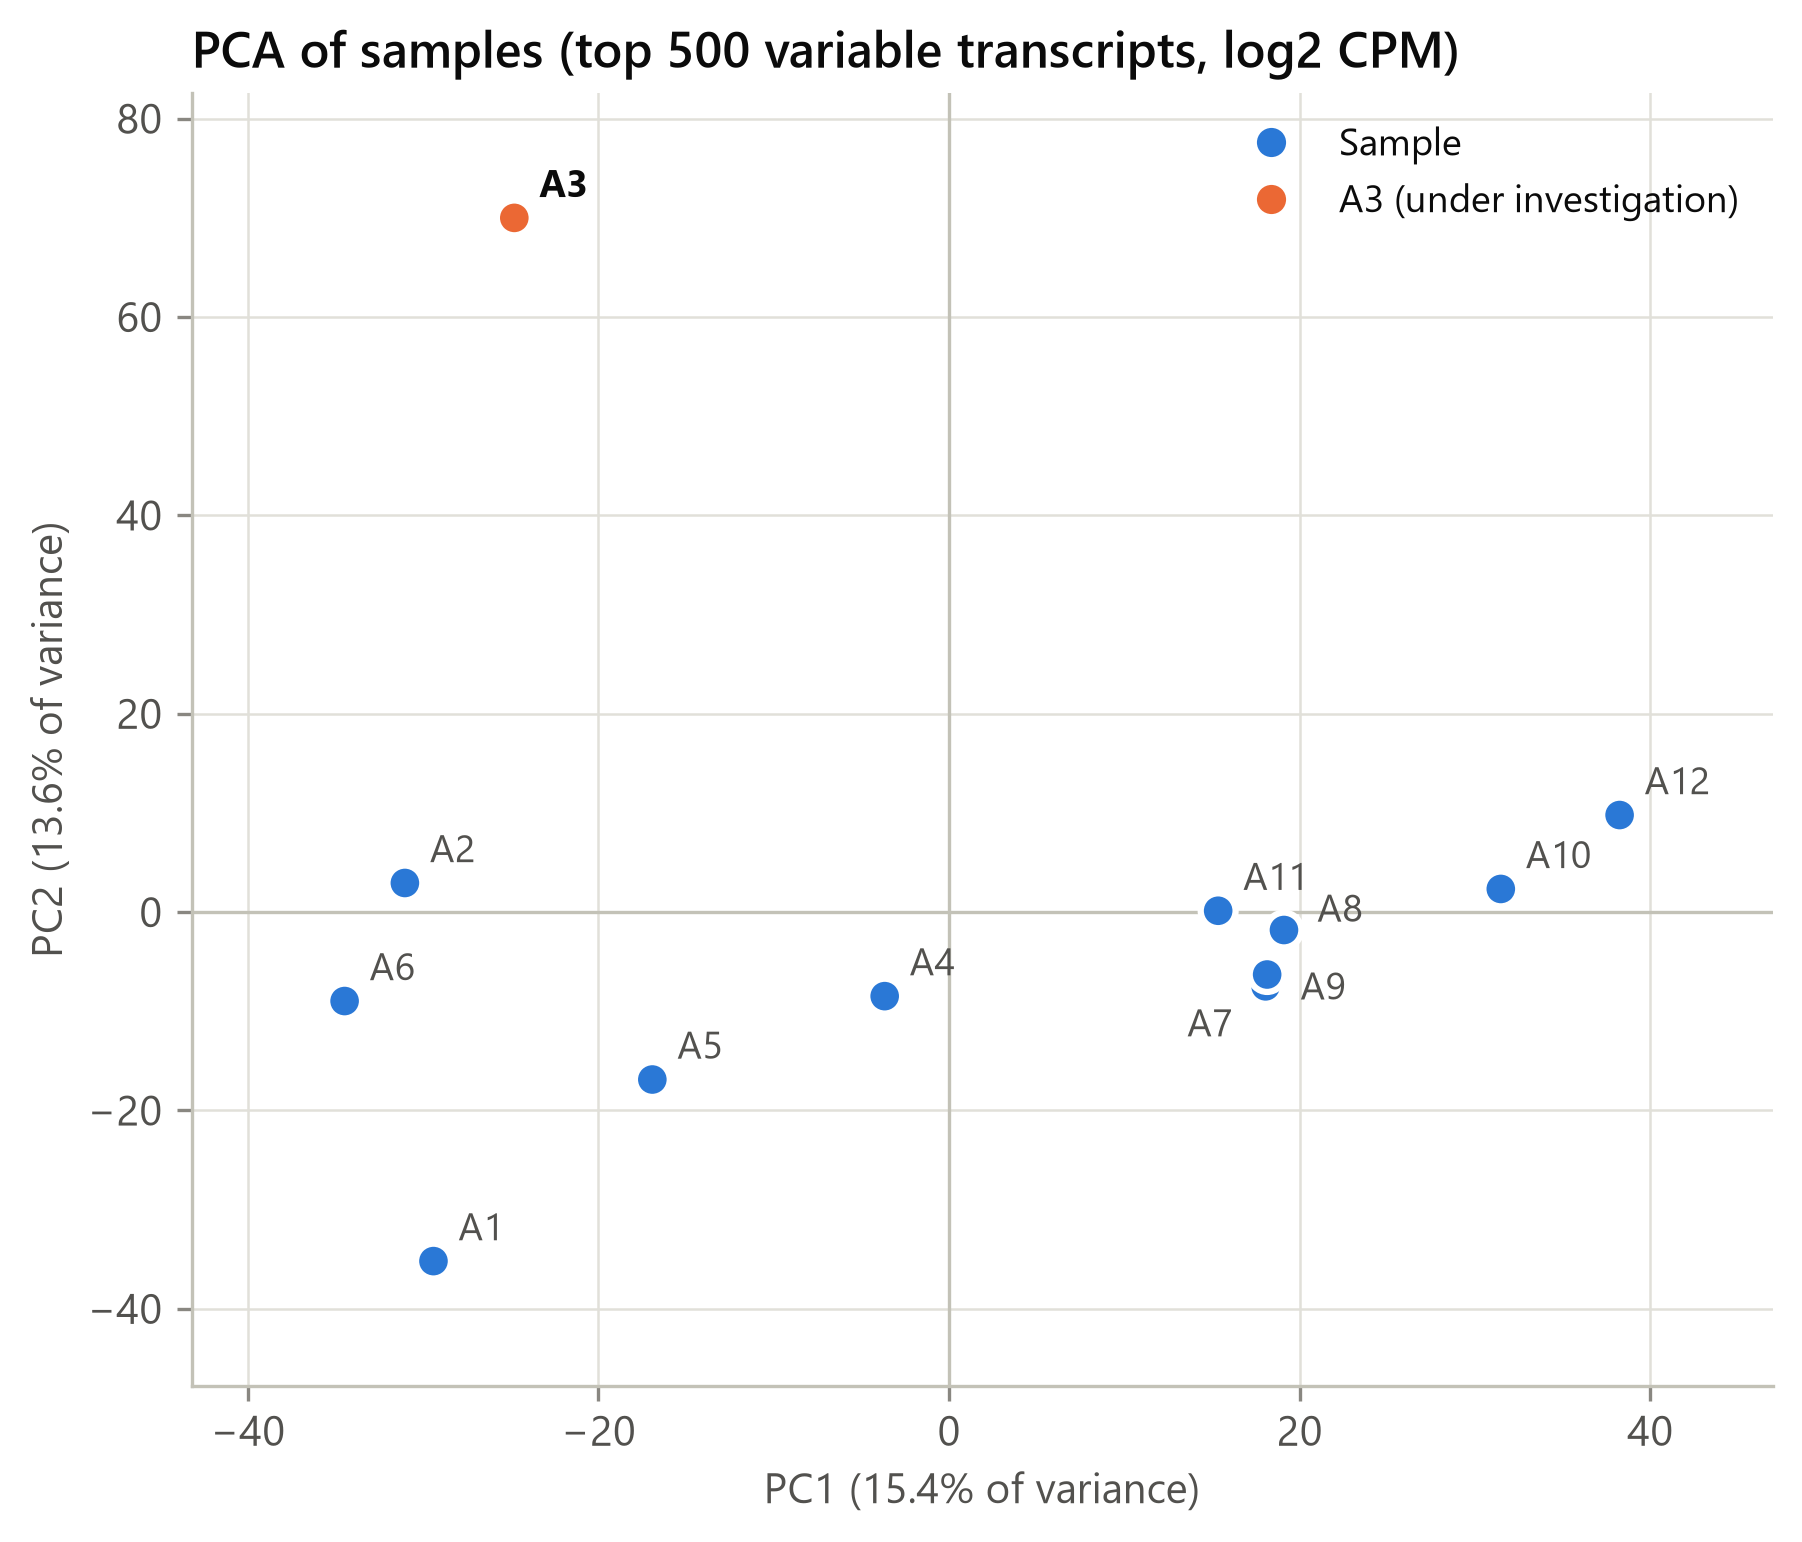 PCA of samples (top 500 variable transcripts, log2 CPM)
80
60
40
20
0
−20
−40
PC2 (13.6% of variance)
Sample
A3 (under investigation)
A3
A12
A2
A10
A11
A8
A6
A4
A9
A7
A5
A1
−40
−20
0
20
40
PC1 (15.4% of variance)